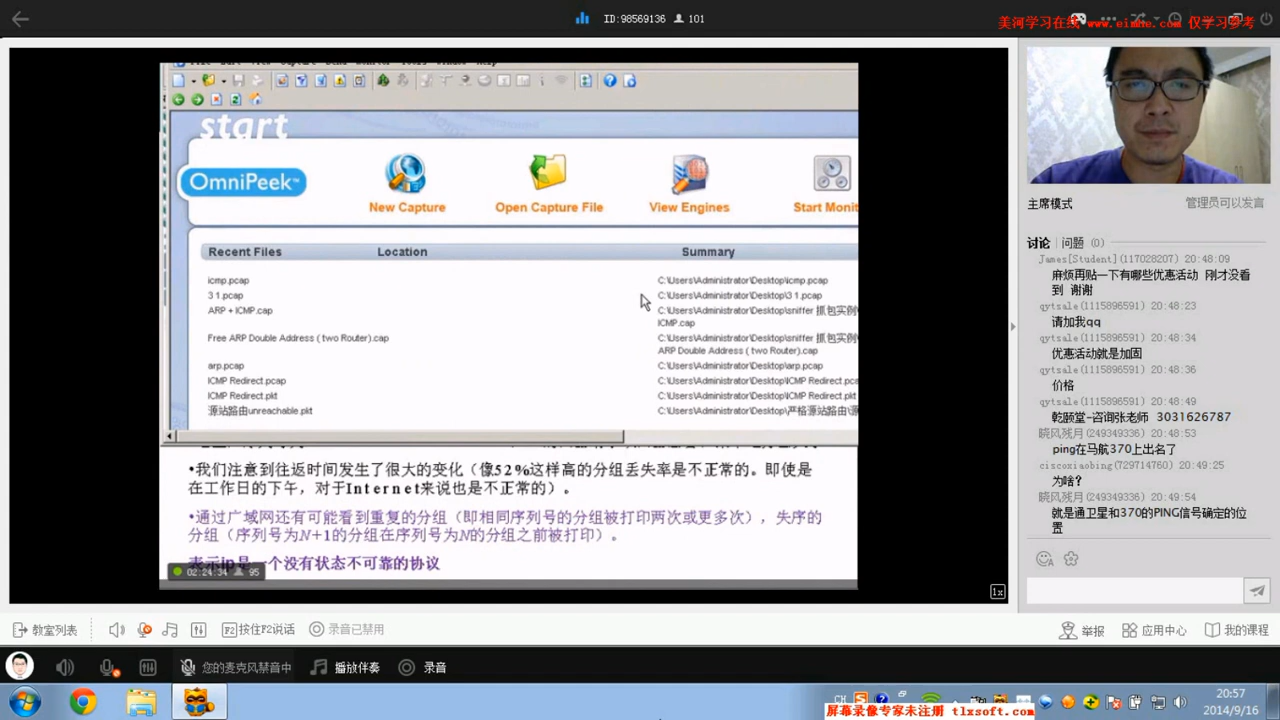 ID:98569136 101
美河学习在线 www.eimhe.com 仅学习参考
start
OmniPeek™
New Capture
Open Capture File
View Engines
Start Monit
Recent Files
Location
Summary
icmp.pcap
C:\Users\Administrator\Desktop\icmp.pcap
3 1.pcap
C:\Users\Administrator\Desktop\3 1.pcap
ARP + ICMP.cap
C:\Users\Administrator\Desktop\sniffer 抓包实例
ICMP.cap
Free ARP Double Address ( two Router).cap
C:\Users\Administrator\Desktop\sniffer 抓包实例
ARP Double Address ( two Router).cap
arp.pcap
C:\Users\Administrator\Desktop\arp.pcap
ICMP Redirect.pcap
C:\Users\Administrator\Desktop\ICMP Redirect.pca
ICMP Redirect.pkt
C:\Users\Administrator\Desktop\ICMP Redirect.pkt
源站路由unreachable.pkt
C:\Users\Administrator\Desktop\严格源站路由\源
•我们注意到往返时间发生了很大的变化（像52%这样高的分组丢失率是不正常的。即使是
在工作日的下午，对于Internet来说也是不正常的）。
•通过广域网还有可能看到重复的分组（即相同序列号的分组被打印两次或更多次），失序的
分组（序列号为N+1的分组在序列号为N的分组之前被打印）。
表示ip是一个没有状态不可靠的协议
02:24:34 95
1x
主席模式
管理员可以发言
讨论 问题 (0)
James[Student](117028207) 20:48:09
麻烦再贴一下有哪些优惠活动 刚才没看
到 谢谢
qytsale(1115896591) 20:48:23
请加我qq
qytsale(1115896591) 20:48:34
优惠活动就是加固
qytsale(1115896591) 20:48:36
价格
qytsale(1115896591) 20:48:49
乾颐堂-咨询张老师 3031626787
晓风残月(249349336) 20:48:53
ping在马航370上出名了
ciscoxiaobing(729714760) 20:49:25
为啥?
晓风残月(249349336) 20:49:54
就是通卫星和370的PING信号确定的位
置
教室列表
F2 按住F2说话
录音已禁用
举报
应用中心
我的课程
您的麦克风禁音中
播放伴奏
录音
CH
20:57
2014/9/16
屏幕录像专家未注册 tlxsoft.com